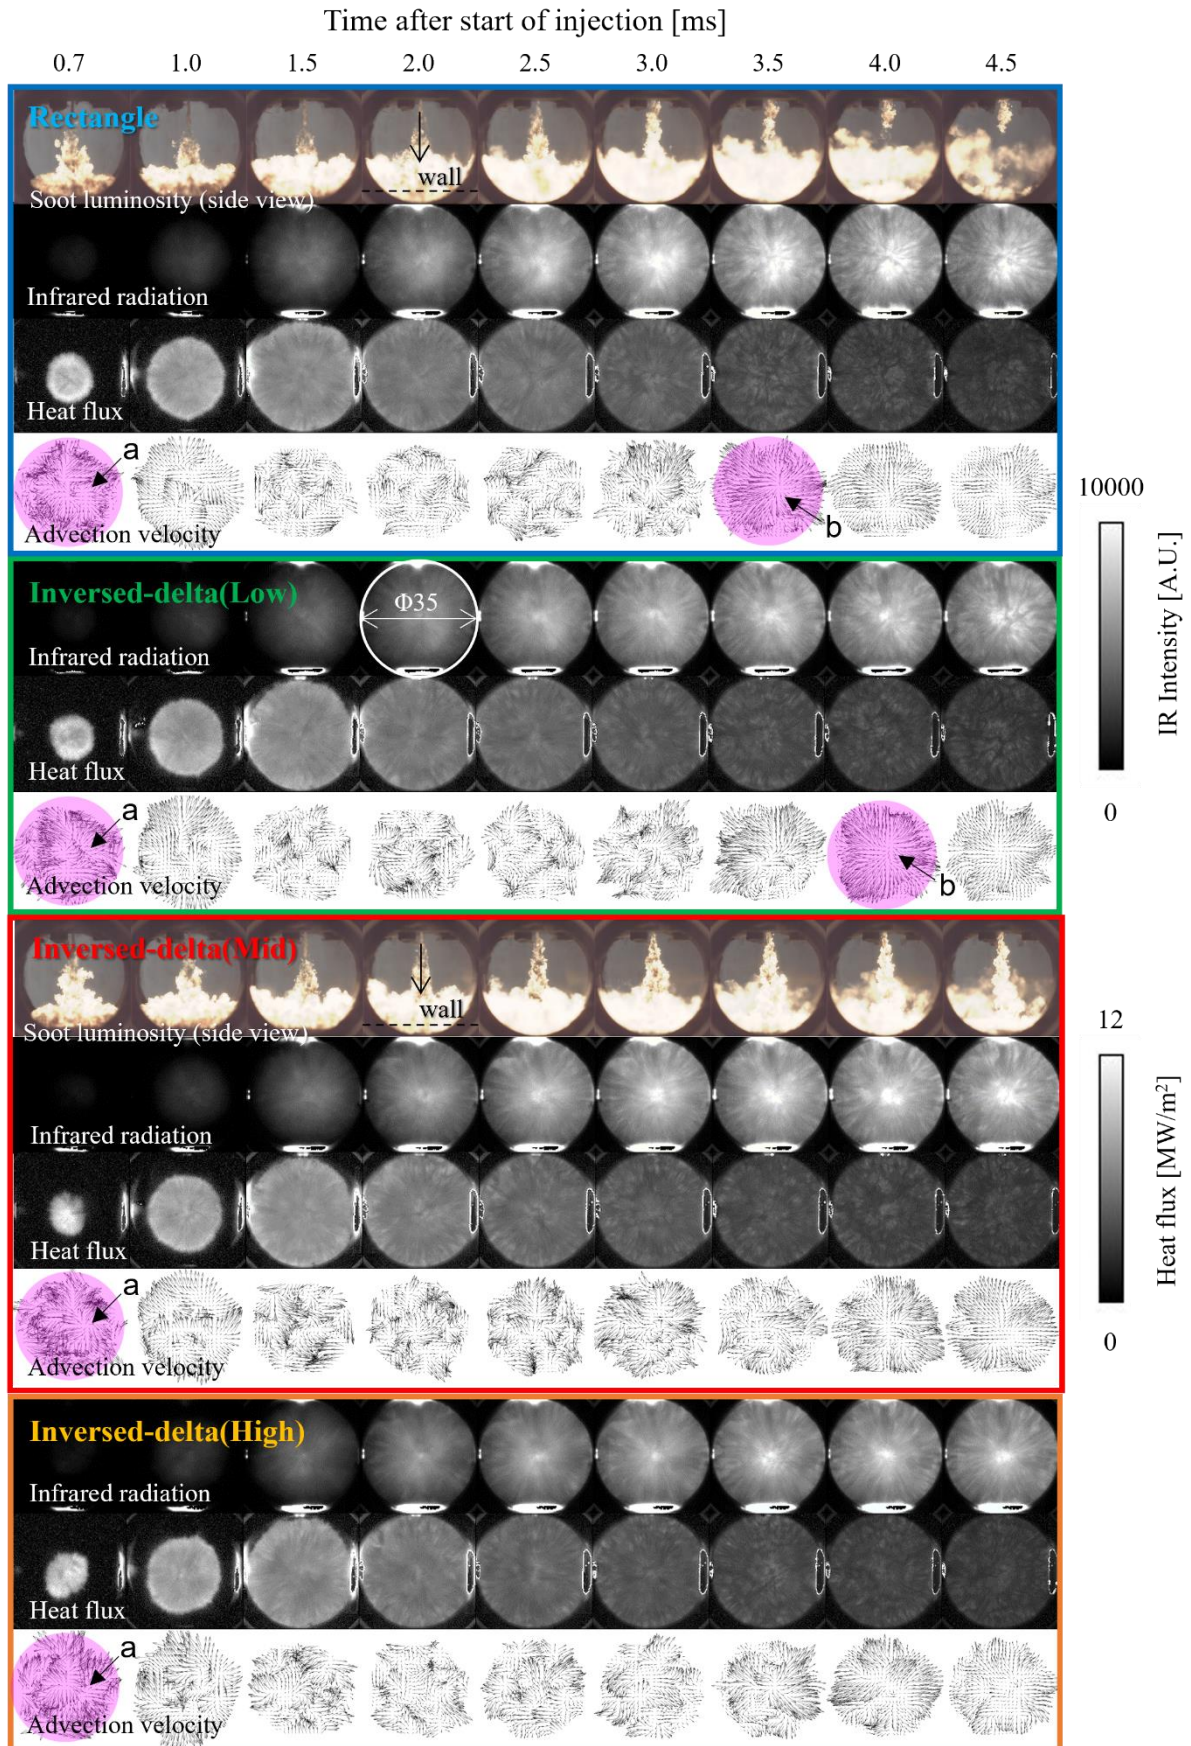 Time after start of injection [ms]
0.7 1.0 1.5 2.0 2.5 3.0 3.5 4.0 4.5
Rectangle
wall
Soot luminosity (side view)
Infrared radiation
Heat flux
a
b
Advection velocity
Inversed-delta(Low)
Φ35
Infrared radiation
Heat flux
a
b
Advection velocity
Inversed-delta(Mid)
wall
Soot luminosity (side view)
Infrared radiation
Heat flux
a
Advection velocity
Inversed-delta(High)
Infrared radiation
Heat flux
a
Advection velocity
10000
IR Intensity [A.U.]
0
12
Heat flux [MW/m²]
0